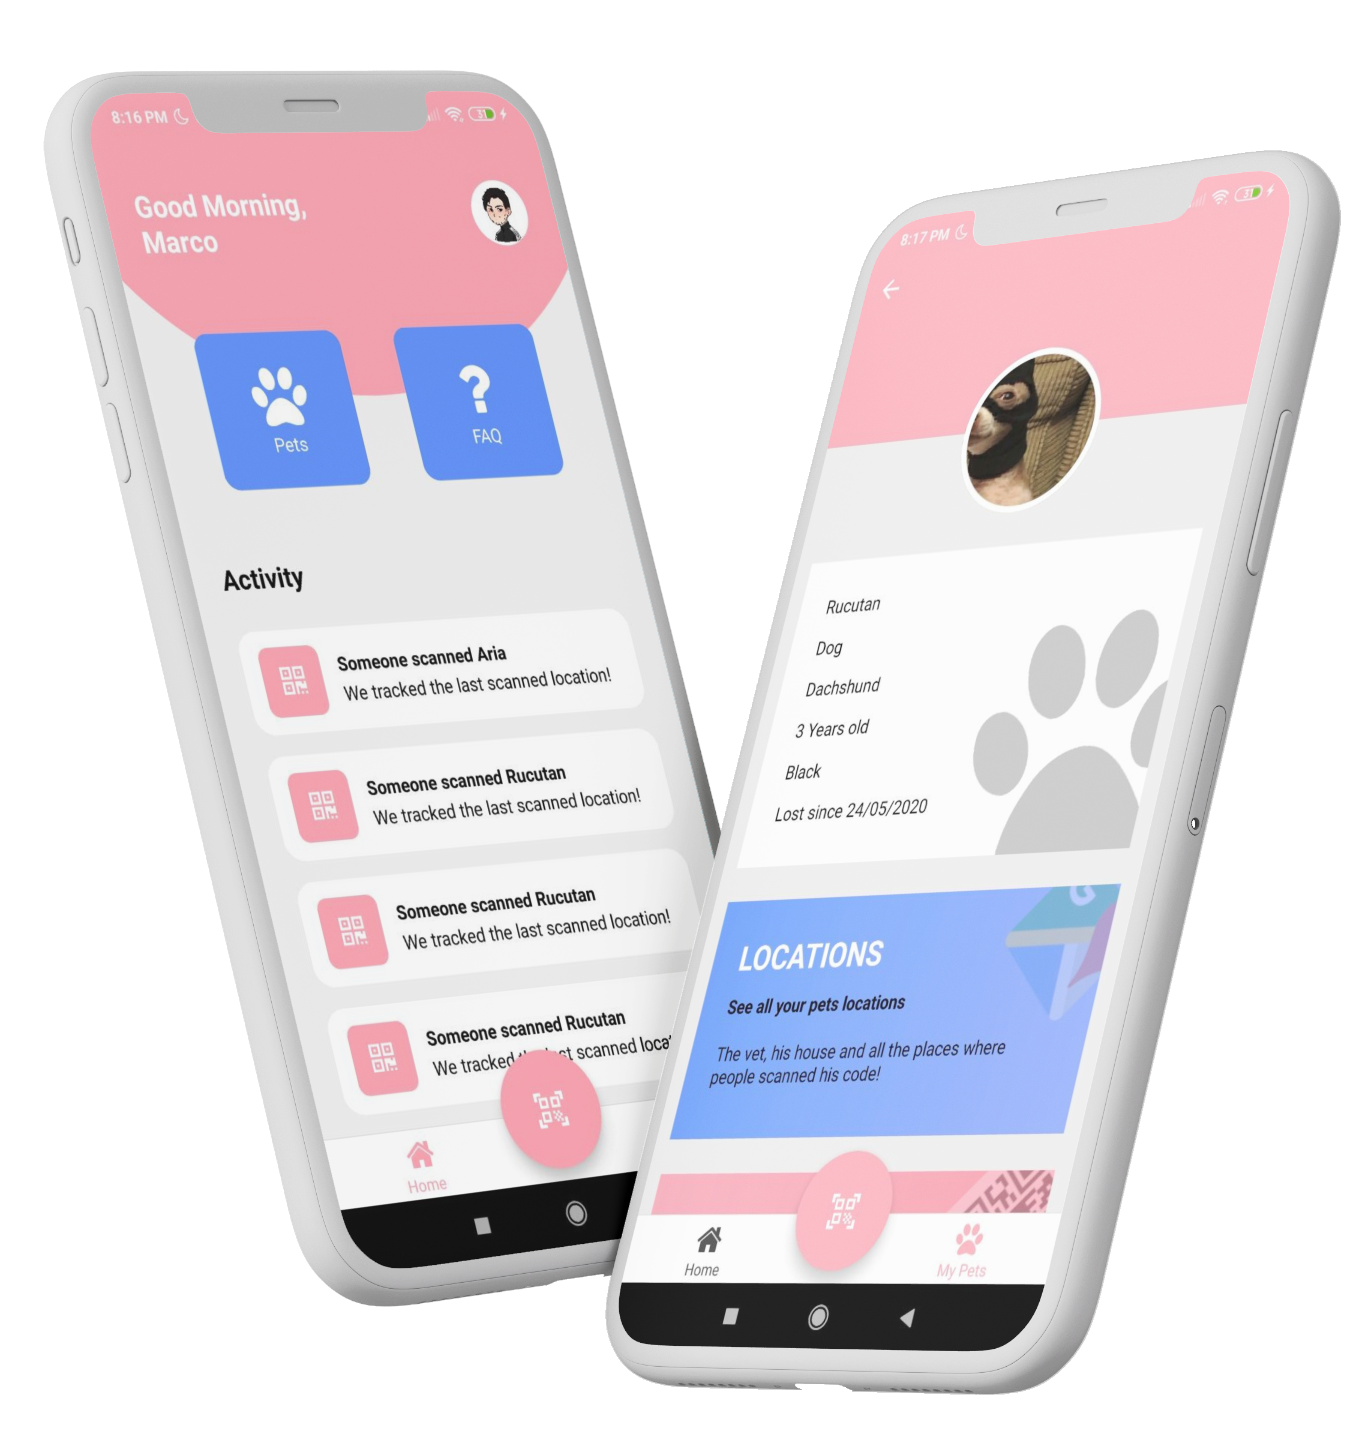 8:16 PM
31
Good Morning,
Marco
Pets
FAQ
Activity
Someone scanned Aria
We tracked the last scanned location!
Someone scanned Rucutan
We tracked the last scanned location!
Someone scanned Rucutan
We tracked the last scanned location!
Someone scanned Rucutan
We tracked st scanned loca
Home
8:17 PM
31
Rucutan
Dog
Dachshund
3 Years old
Black
Lost since 24/05/2020
G
LOCATIONS
See all your pets locations
The vet, his house and all the places where
people scanned his code!
Home
My Pets